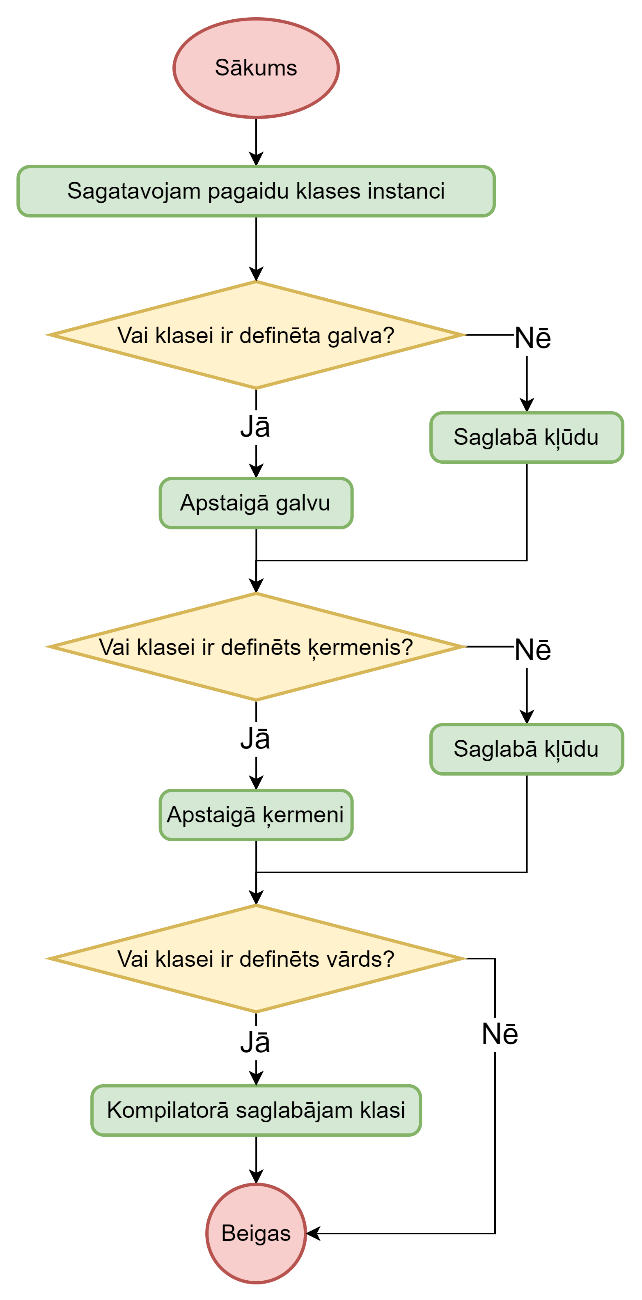 Sākums
Sagatavojam pagaidu klases instanci
Vai klasei ir definēta galva?
Nē
Jā
Saglabā kļūdu
Apstaigā galvu
Vai klasei ir definēts ķermenis?
Nē
Jā
Saglabā kļūdu
Apstaigā ķermeni
Vai klasei ir definēts vārds?
Nē
Jā
Kompilatorā saglabājam klasi
Beigas